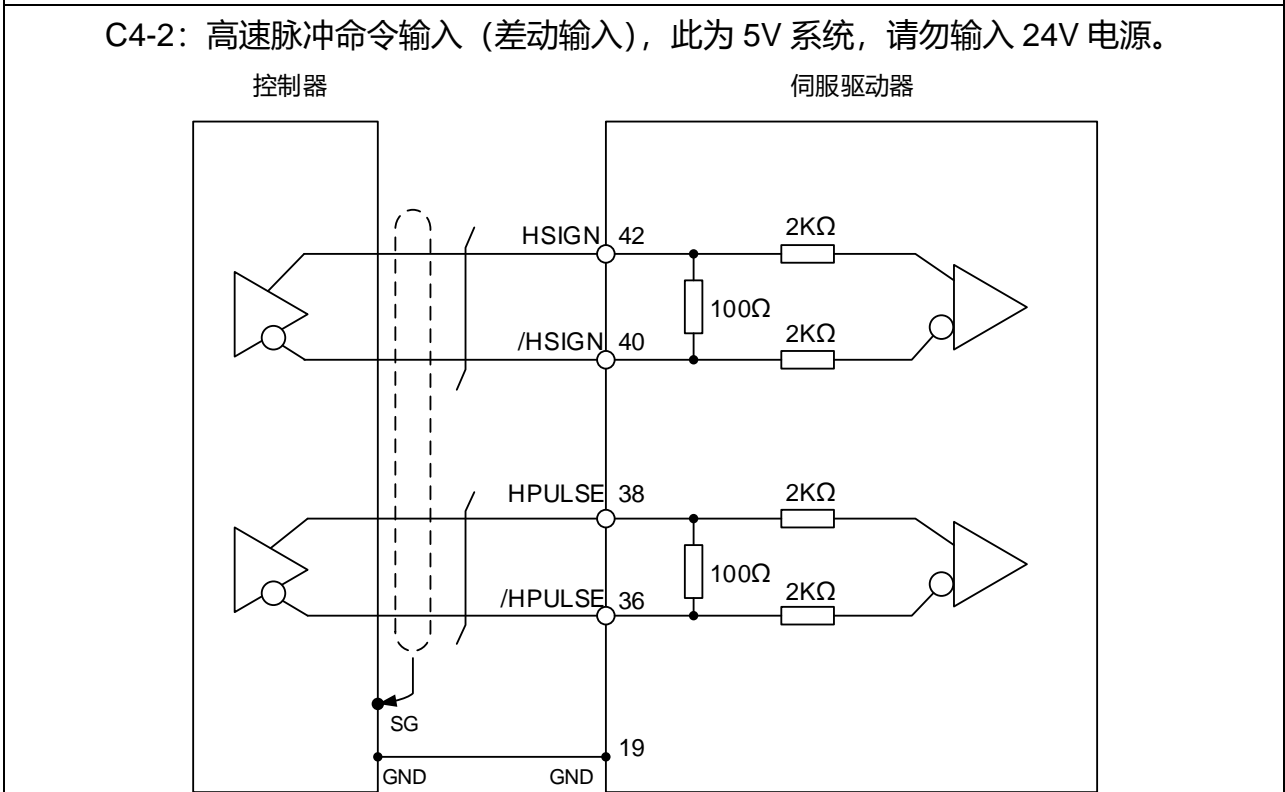 C4-2：高速脉冲命令输入（差动输入），此为 5V 系统，请勿输入 24V 电源。
控制器
伺服驱动器
HSIGN 42
2KΩ
100Ω
/HSIGN 40
2KΩ
HPULSE 38
2KΩ
100Ω
/HPULSE 36
2KΩ
SG
19
GND
GND